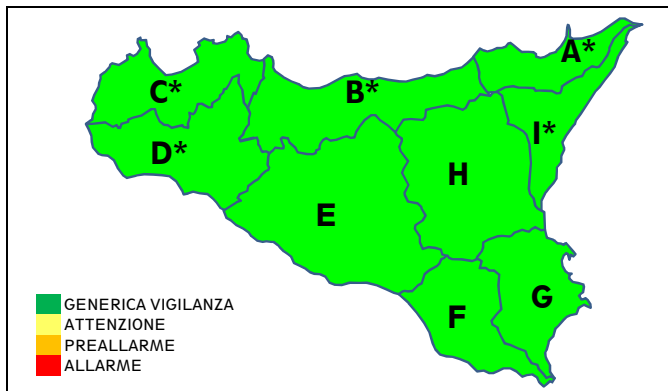 A*
C*
B*
I*
D*
H
E
G
F
GENERICA VIGILANZA
ATTENZIONE
PREALLARME
ALLARME